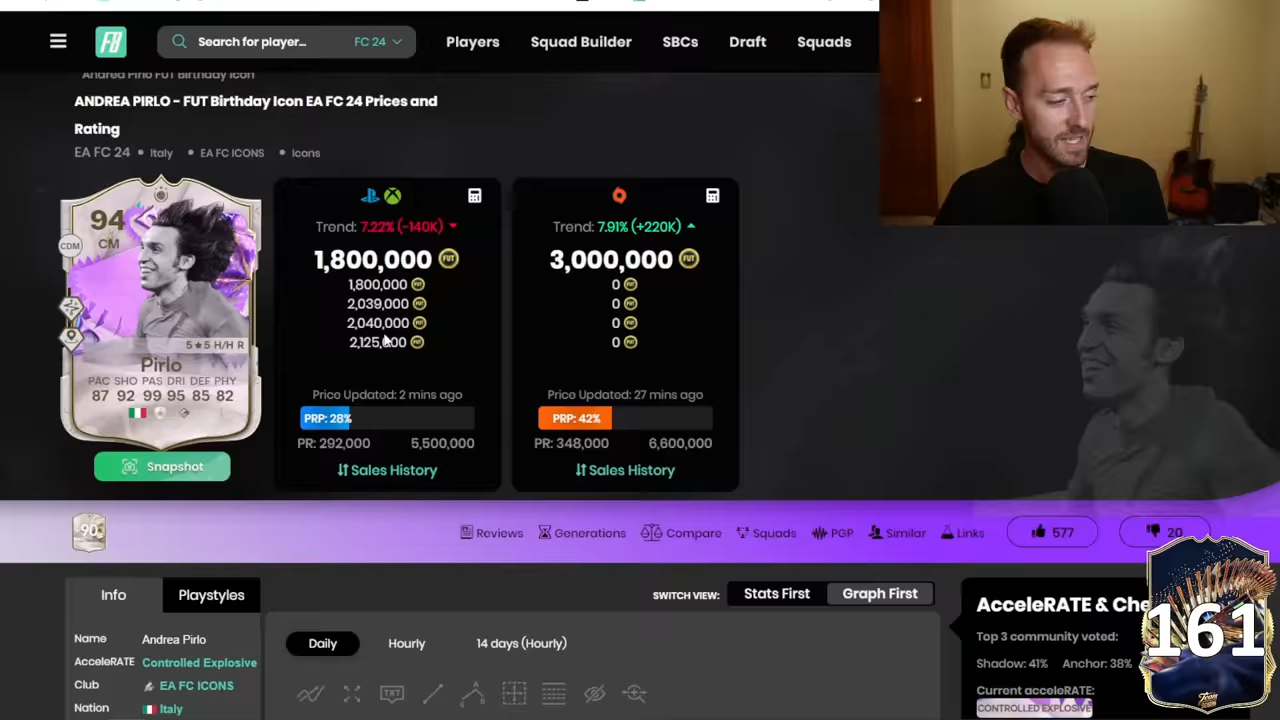 FB
Search for player...
FC 24
Players
Squad Builder
SBCs
Draft
Squads
Andrea Pirlo FUT Birthday Icon
ANDREA PIRLO - FUT Birthday Icon EA FC 24 Prices and
Rating
EA FC 24 • Italy • EA FC ICONS • Icons
94
CM
CDM
5★5 H/H R
Pirlo
PAC SHO PAS DRI DEF PHY
87 92 99 95 85 82
Snapshot
Trend: 7.22% (-140K)
1,800,000 FUT
1,800,000
2,039,000
2,040,000
2,125,000
Price Updated: 2 mins ago
PRP: 28%
PR: 292,000 5,500,000
Sales History
Trend: 7.91% (+220K)
3,000,000 FUT
0
0
0
0
Price Updated: 27 mins ago
PRP: 42%
PR: 348,000 6,600,000
Sales History
90
Reviews
Generations
Compare
Squads
PGP
Similar
Links
577
20
Info
Playstyles
SWITCH VIEW:
Stats First
Graph First
Name Andrea Pirlo
AcceleRATE Controlled Explosive
Club EA FC ICONS
Nation Italy
Daily
Hourly
14 days (Hourly)
TXT
AcceleRATE & Che
Top 3 community voted:
Shadow: 41% Anchor: 38%
Current acceleRATE:
CONTROLLED EXPLOSIVE
161